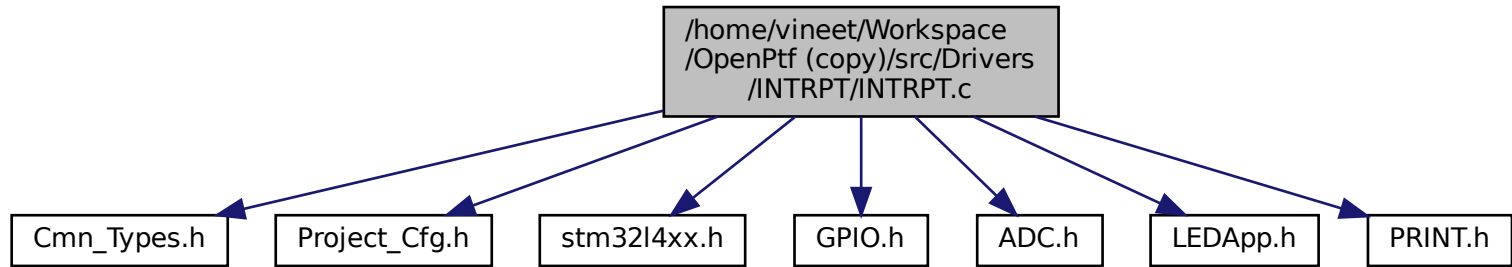 /home/vineet/Workspace
/OpenPtf (copy)/src/Drivers
/INTRPT/INTRPT.c
Cmn_Types.h
Project_Cfg.h
stm32l4xx.h
GPIO.h
ADC.h
LEDApp.h
PRINT.h